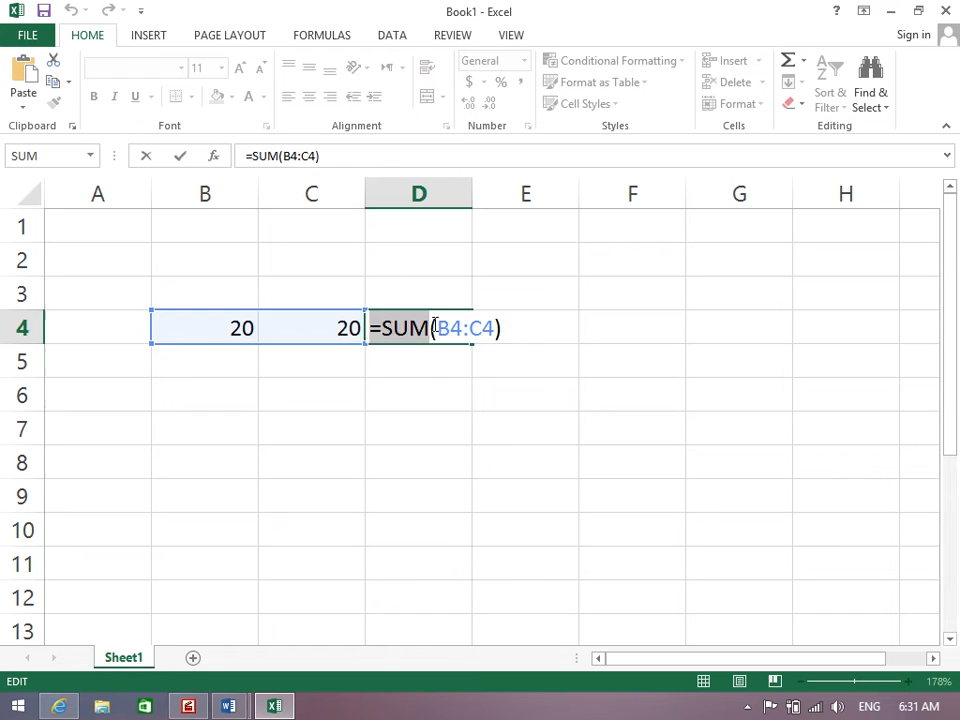 Book1 - Excel
?
FILE HOME INSERT PAGE LAYOUT FORMULAS DATA REVIEW VIEW Sign in
Paste
11 A A
B I U A
General
$ % ,
Conditional Formatting
Format as Table
Cell Styles
Insert
Delete
Format
Sort & Filter
Find & Select
Clipboard Font Alignment Number Styles Cells Editing
SUM fx =SUM(B4:C4)
A B C D E F G H
1
2
3
4 20 20 =SUM(B4:C4)
5
6
7
8
9
10
11
12
13
Sheet1
EDIT 178%
ENG 6:31 AM